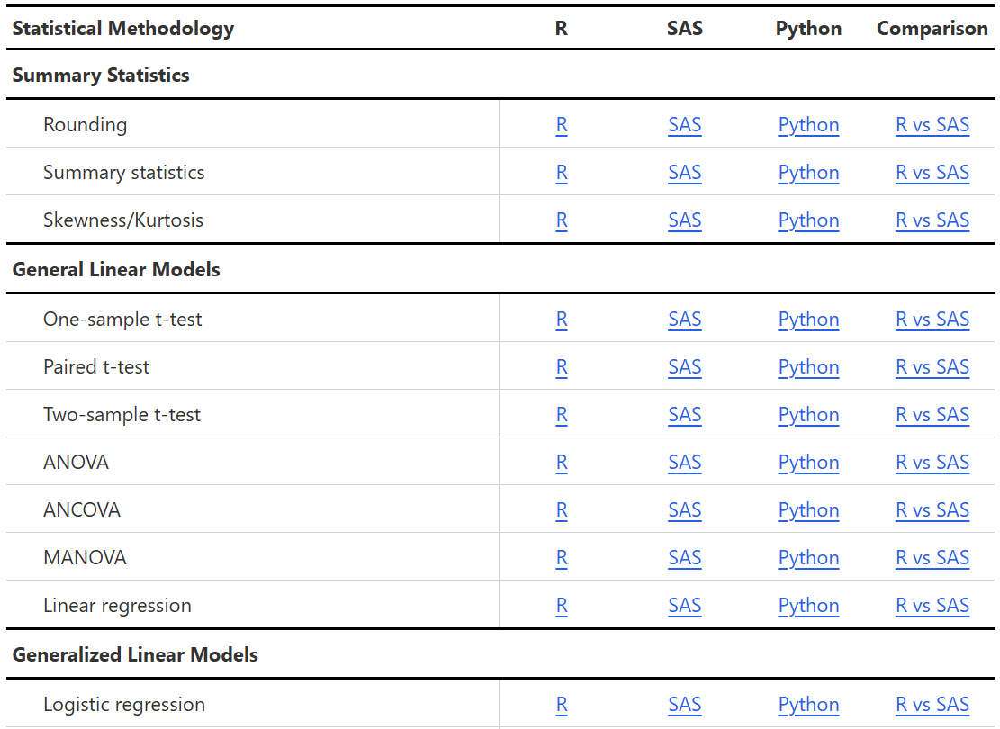 Statistical Methodology R SAS Python Comparison
Summary Statistics
Rounding R SAS Python R vs SAS
Summary statistics R SAS Python R vs SAS
Skewness/Kurtosis R SAS Python R vs SAS
General Linear Models
One-sample t-test R SAS Python R vs SAS
Paired t-test R SAS Python R vs SAS
Two-sample t-test R SAS Python R vs SAS
ANOVA R SAS Python R vs SAS
ANCOVA R SAS Python R vs SAS
MANOVA R SAS Python R vs SAS
Linear regression R SAS Python R vs SAS
Generalized Linear Models
Logistic regression R SAS Python R vs SAS